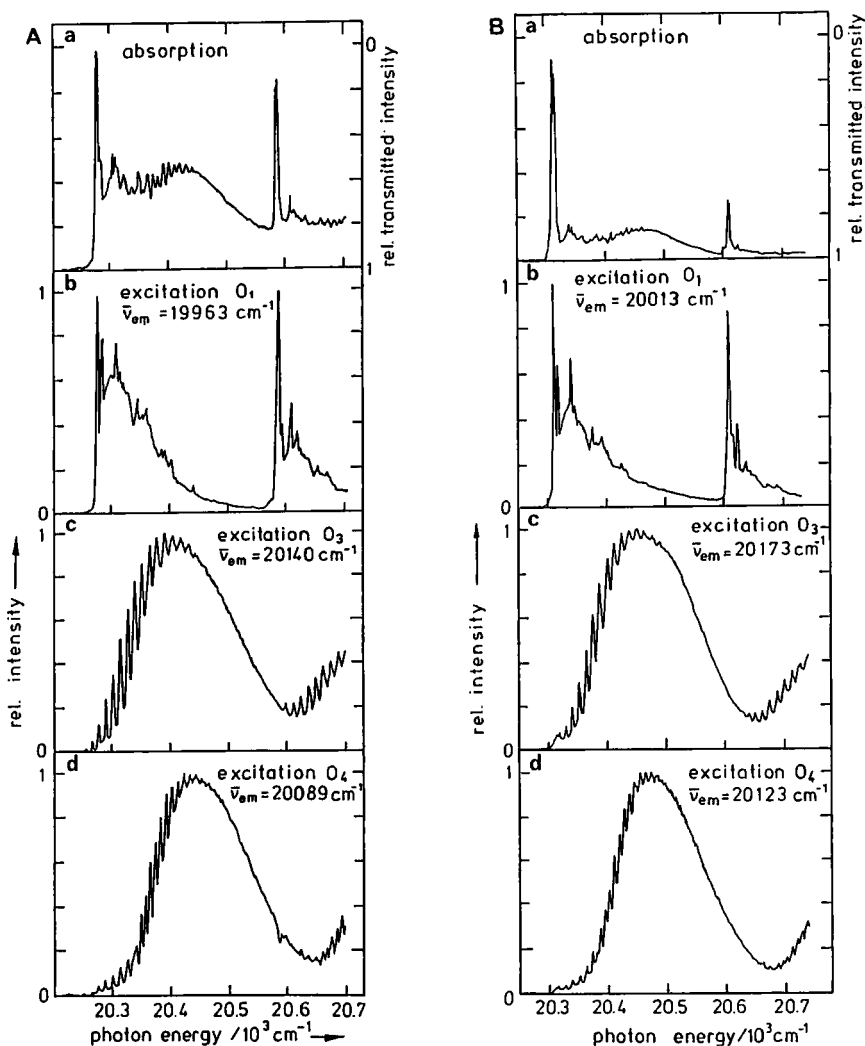 A
a
absorption
0
rel. transmitted intensity
1
b
1
excitation O1
ν̄em = 19963 cm-1
0
c
excitation O3
ν̄em = 20140 cm-1
1
rel. intensity →
0
d
excitation O4
ν̄em = 20089 cm-1
1
0
20.3 20.4 20.5 20.6 20.7
photon energy /10³ cm-1 →
B
a
absorption
0
rel. transmitted intensity
1
b
1
excitation O1
ν̄em = 20013 cm-1
0
c
excitation O3
ν̄em = 20173 cm-1
1
rel. intensity →
0
d
excitation O4
ν̄em = 20123 cm-1
1
0
20.3 20.4 20.5 20.6 20.7
photon energy/10³ cm-1